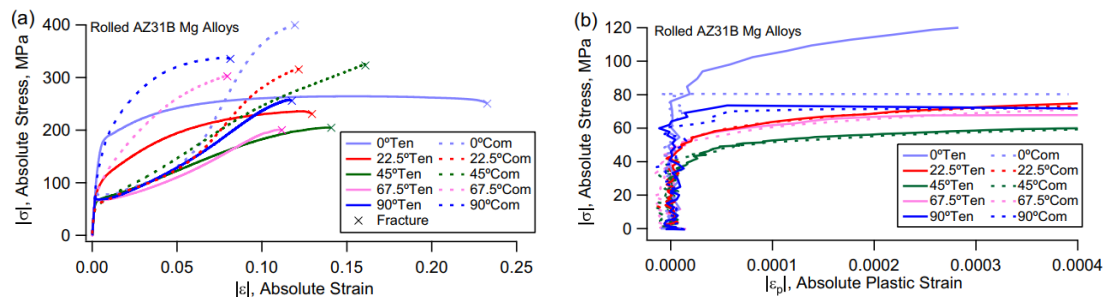 (a)
Rolled AZ31B Mg Alloys
|σ|, Absolute Stress, MPa
400
300
200
100
0
0.00 0.05 0.10 0.15 0.20 0.25
|ε|, Absolute Strain
0ºTen 0ºCom
22.5ºTen 22.5ºCom
45ºTen 45ºCom
67.5ºTen 67.5ºCom
90ºTen 90ºCom
× Fracture
(b)
Rolled AZ31B Mg Alloys
|σ|, Absolute Stress, MPa
120
100
80
60
40
20
0
0.0000 0.0001 0.0002 0.0003 0.0004
|εp|, Absolute Plastic Strain
0ºTen 0ºCom
22.5ºTen 22.5ºCom
45ºTen 45ºCom
67.5ºTen 67.5ºCom
90ºTen 90ºCom